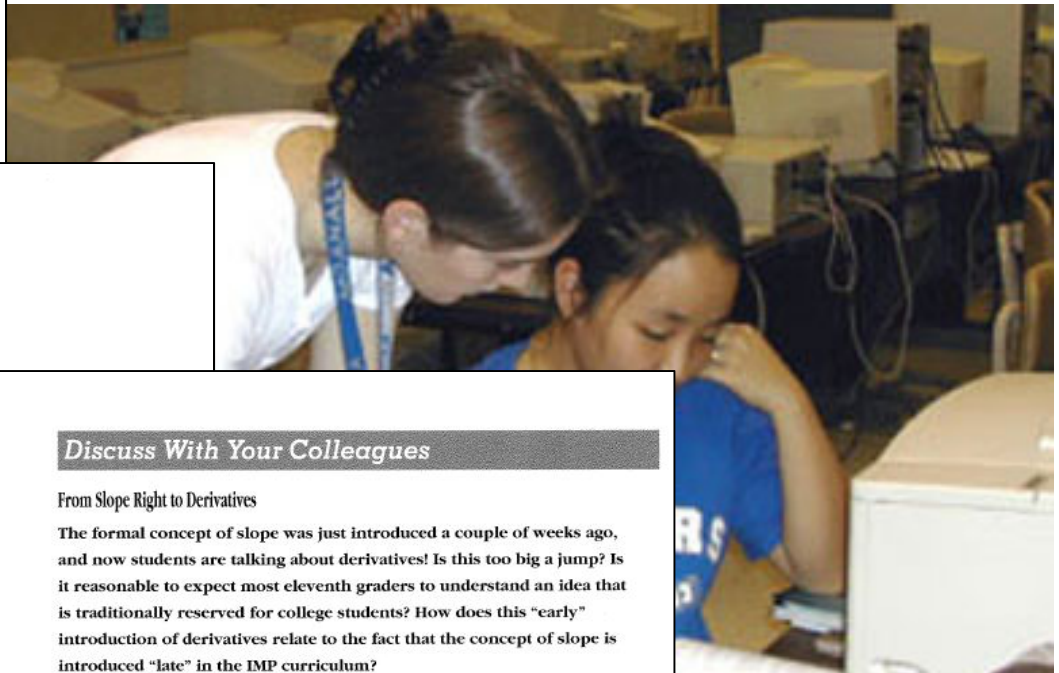 Discuss With Your Colleagues
From Slope Right to Derivatives
The formal concept of slope was just introduced a couple of weeks ago,
and now students are talking about derivatives! Is this too big a jump? Is
it reasonable to expect most eleventh graders to understand an idea that
is traditionally reserved for college students? How does this “early”
introduction of derivatives relate to the fact that the concept of slope is
introduced “late” in the IMP curriculum?